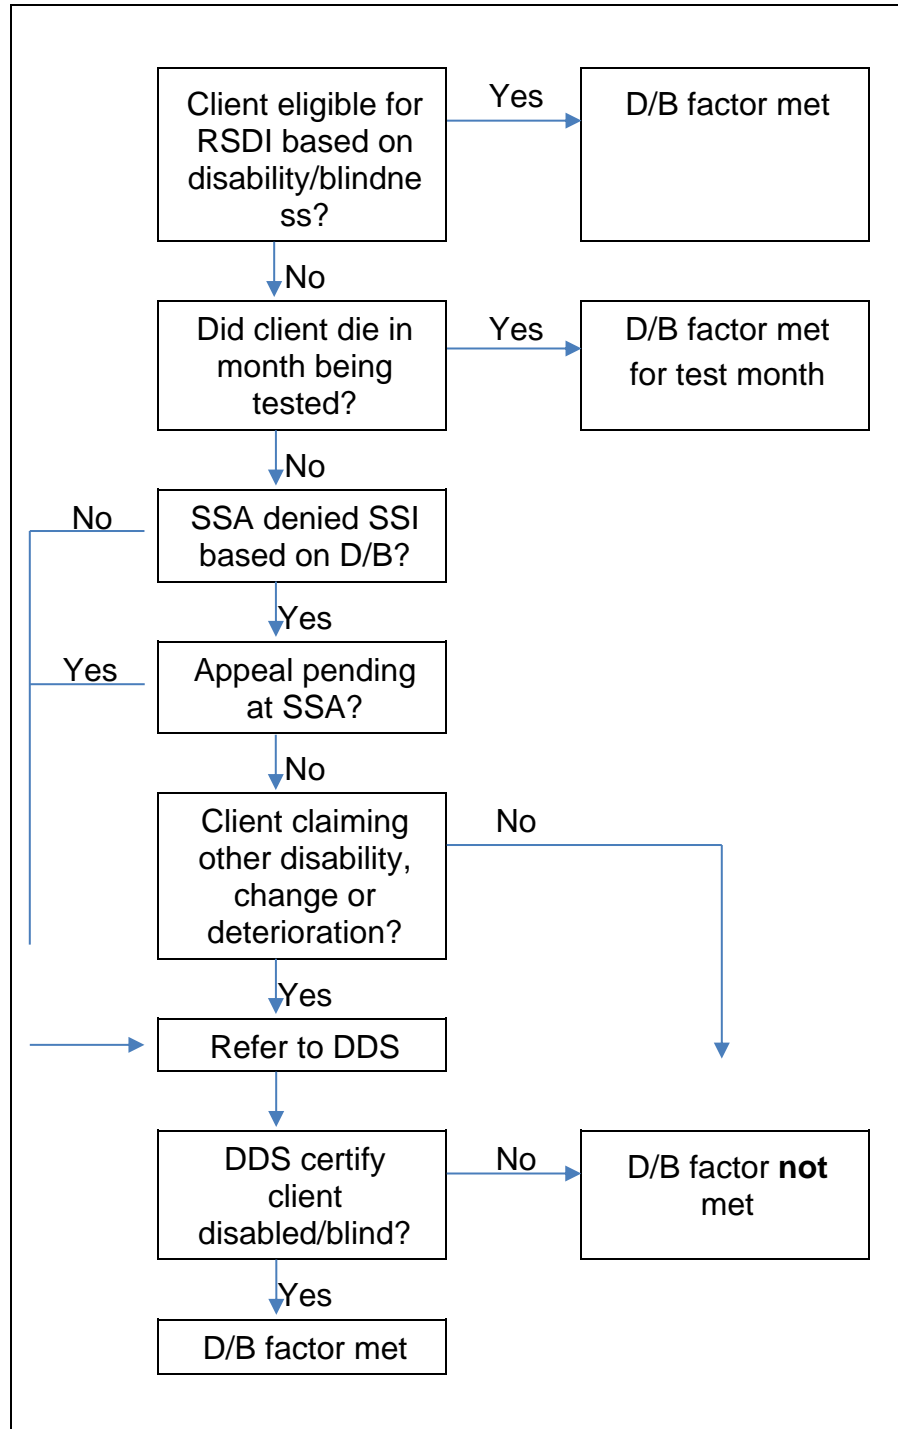 Client eligible for
RSDI based on
disability/blindne
ss?
Yes
D/B factor met
No
Did client die in
month being
tested?
Yes
D/B factor met
for test month
No
No
SSA denied SSI
based on D/B?
Yes
Yes
Appeal pending
at SSA?
No
Client claiming
other disability,
change or
deterioration?
No
Yes
Refer to DDS
DDS certify
client
disabled/blind?
No
D/B factor not
met
Yes
D/B factor met